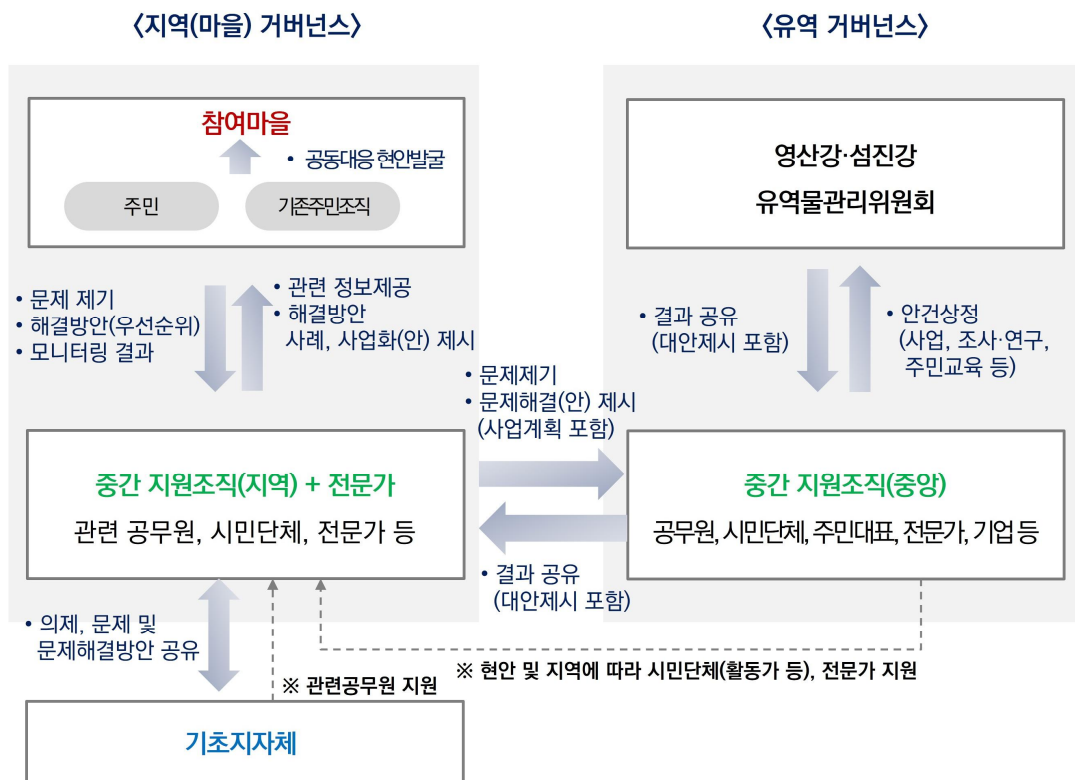 〈지역(마을) 거버넌스〉
참여마을
• 공동대응 현안발굴
주민
기존주민조직
• 문제 제기
• 해결방안(우선순위)
• 모니터링 결과
• 관련 정보제공
• 해결방안
사례, 사업화(안) 제시
중간 지원조직(지역) + 전문가
관련 공무원, 시민단체, 전문가 등
• 의제, 문제 및
문제해결방안 공유
※ 관련공무원 지원
기초지자체
• 문제제기
• 문제해결(안) 제시
(사업계획 포함)
• 결과 공유
(대안제시 포함)
〈유역 거버넌스〉
영산강·섬진강
유역물관리위원회
• 결과 공유
(대안제시 포함)
• 안건상정
(사업, 조사·연구,
주민교육 등)
중간 지원조직(중앙)
공무원, 시민단체, 주민대표, 전문가, 기업 등
※ 현안 및 지역에 따라 시민단체(활동가 등), 전문가 지원